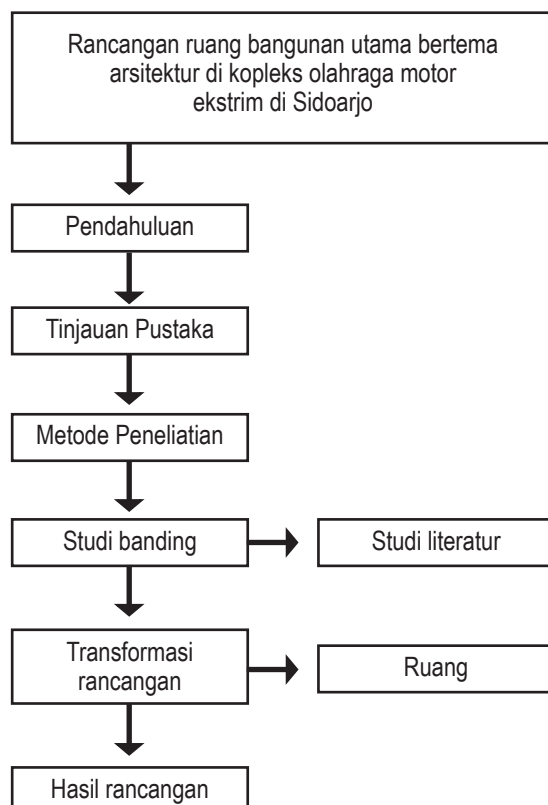 Rancangan ruang bangunan utama bertema
arsitektur di kopleks olahraga motor
ekstrim di Sidoarjo
Pendahuluan
Tinjauan Pustaka
Metode Peneliatian
Studi banding
Studi literatur
Transformasi
rancangan
Ruang
Hasil rancangan